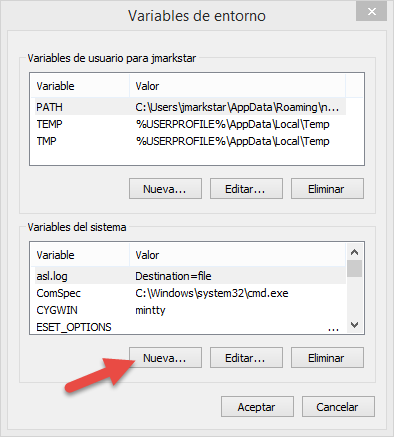 Variables de entorno
Variables de usuario para jmarkstar
Variable Valor
PATH C:\Users\jmarkstar\AppData\Roaming\n...
TEMP %USERPROFILE%\AppData\Local\Temp
TMP %USERPROFILE%\AppData\Local\Temp
Nueva... Editar... Eliminar
Variables del sistema
Variable Valor
asl.log Destination=file
ComSpec C:\Windows\system32\cmd.exe
CYGWIN mintty
ESET_OPTIONS ...
Nueva... Editar... Eliminar
Aceptar Cancelar